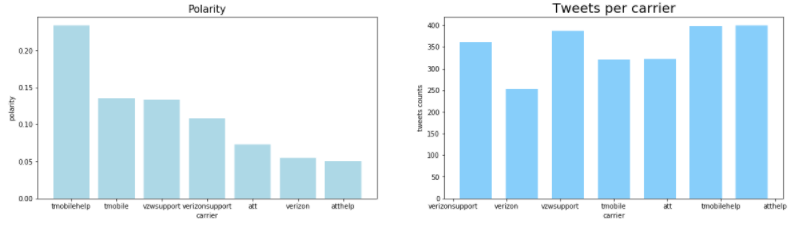 Polarity
polarity
0.20
0.15
0.10
0.05
0.00
tmobilehelp tmobile vzwsupport verizonsupport att verizon atthelp
carrier
Tweets per carrier
tweets counts
400
350
300
250
200
150
100
50
0
verizonsupport verizon vzwsupport tmobile att tmobilehelp atthelp
carrier